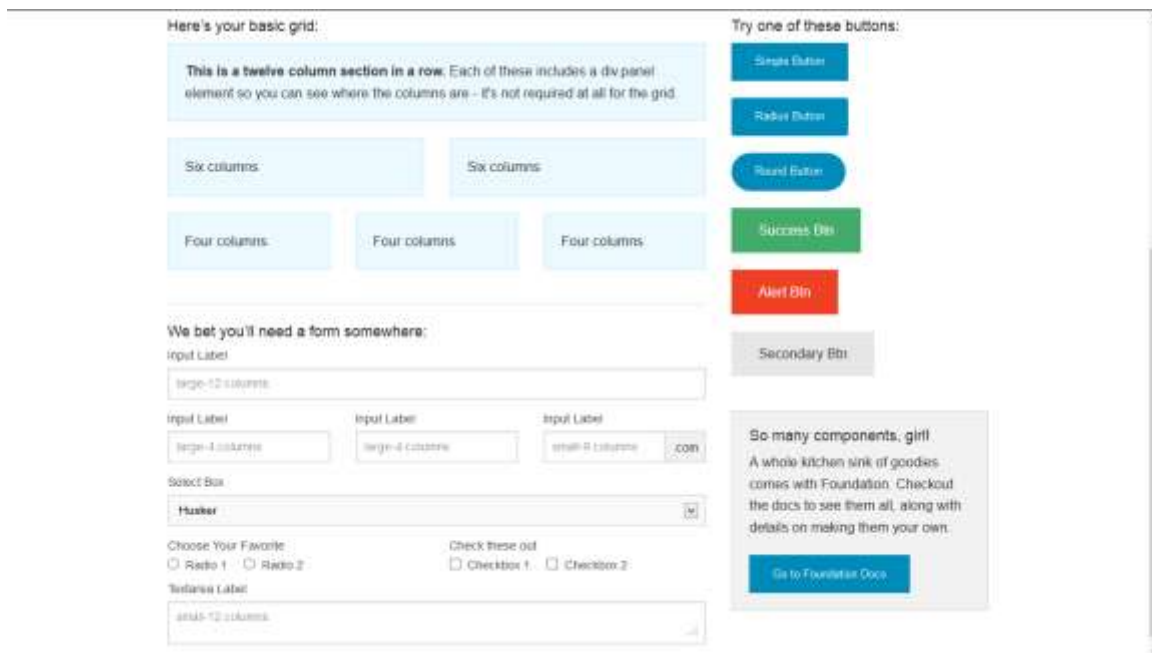 Here's your basic grid:
This is a twelve column section in a row. Each of these includes a div.panel
element so you can see where the columns are - it's not required at all for the grid.
Six columns
Six columns
Four columns
Four columns
Four columns
We bet you'll need a form somewhere:
Input Label
large-12.columns
Input Label
Input Label
Input Label
large-4.columns
large-4.columns
small-9.columns
.com
Select Box
Husker
Choose Your Favorite
Check these out
Radio 1
Radio 2
Checkbox 1
Checkbox 2
Textarea Label
small-12.columns
Try one of these buttons:
Simple Button
Radius Button
Round Button
Success Btn
Alert Btn
Secondary Btn
So many components, girl!
A whole kitchen sink of goodies
comes with Foundation. Checkout
the docs to see them all, along with
details on making them your own.
Go to Foundation Docs